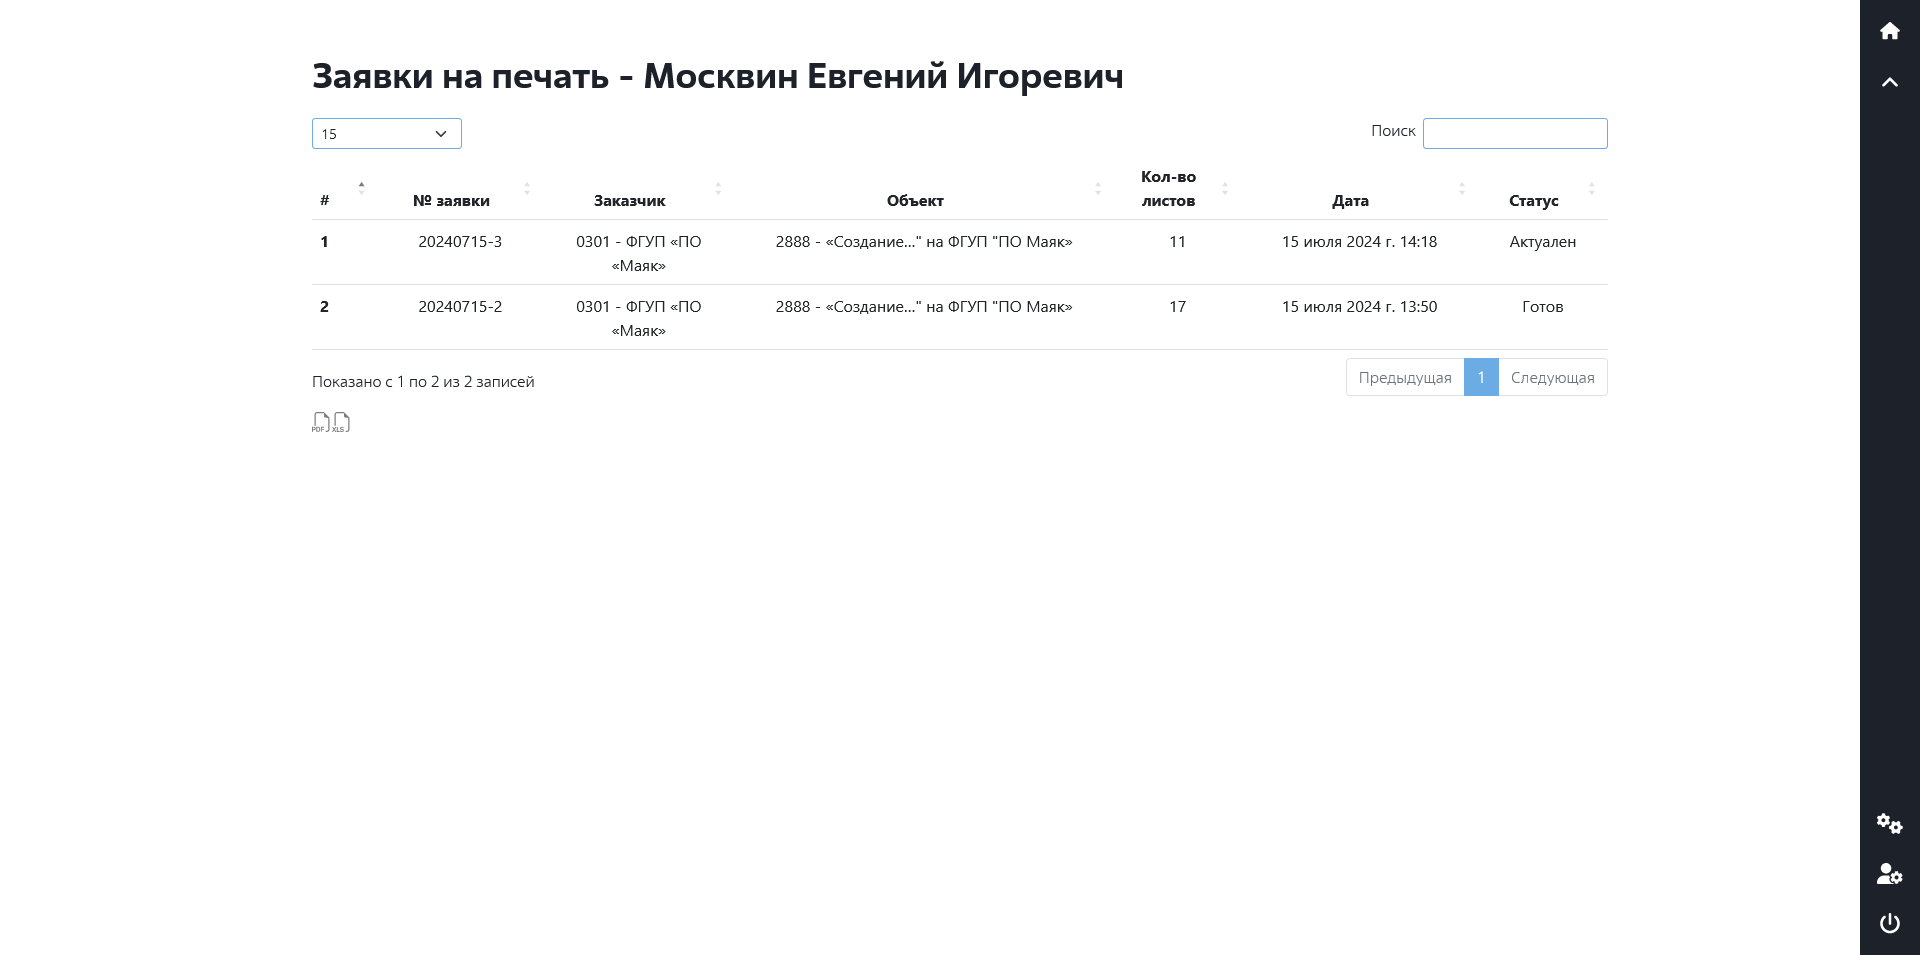 Заявки на печать - Москвин Евгений Игоревич
15
Поиск
# № заявки Заказчик Объект Кол-во листов Дата Статус
1 20240715-3 0301 - ФГУП «ПО «Маяк» 2888 - «Создание..." на ФГУП "ПО Маяк» 11 15 июля 2024 г. 14:18 Актуален
2 20240715-2 0301 - ФГУП «ПО «Маяк» 2888 - «Создание..." на ФГУП "ПО Маяк» 17 15 июля 2024 г. 13:50 Готов
Показано с 1 по 2 из 2 записей
Предыдущая 1 Следующая
PDF XLS